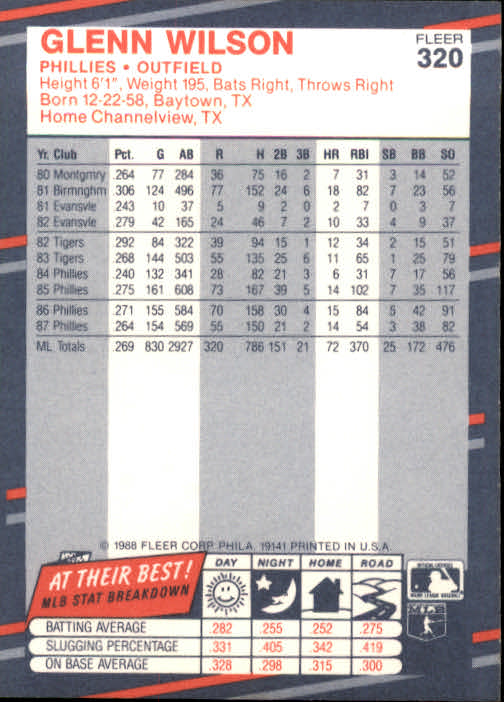 GLENN WILSON
FLEER
320
PHILLIES • OUTFIELD
Height 6'1", Weight 195, Bats Right, Throws Right
Born 12-22-58, Baytown, TX
Home Channelview, TX
Yr. Club Pct. G AB R H 2B 3B HR RBI SB BB SO
80 Montgmry .264 77 284 36 75 16 2 7 31 3 14 52
81 Birmnghm .306 124 496 77 152 24 6 18 82 7 23 56
81 Evansvle .243 10 37 5 9 2 0 2 7 0 3 7
82 Evansvle .279 42 165 24 46 7 2 10 33 4 9 37
82 Tigers .292 84 322 39 94 15 1 12 34 2 15 51
83 Tigers .268 144 503 55 135 25 6 11 65 1 25 79
84 Phillies .240 132 341 28 82 21 3 6 31 7 17 56
85 Phillies .275 161 608 73 167 39 5 14 102 7 35 117
86 Phillies .271 155 584 70 158 30 4 15 84 5 42 91
87 Phillies .264 154 569 55 150 21 2 14 54 3 38 82
ML Totals .269 830 2927 320 786 151 21 72 370 25 172 476
© 1988 FLEER CORP. PHILA. 19141 PRINTED IN U.S.A.
AT THEIR BEST!
MLB STAT BREAKDOWN
DAY NIGHT HOME ROAD
BATTING AVERAGE .282 .255 .252 .275
SLUGGING PERCENTAGE .331 .405 .342 .419
ON BASE AVERAGE .328 .298 .315 .300
MLB